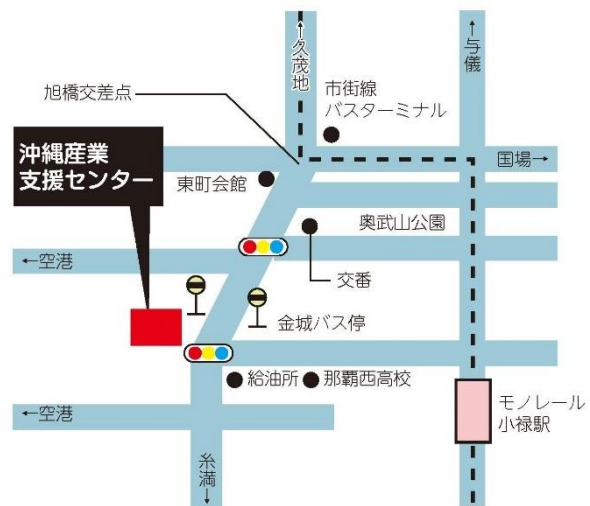 ←久茂地
←与儀
市街線
バスターミナル
旭橋交差点
沖縄産業
支援センター
国場→
東町会館
奥武山公園
←空港
交番
金城バス停
給油所
那覇西高校
モノレール
小禄駅
←空港
糸満→